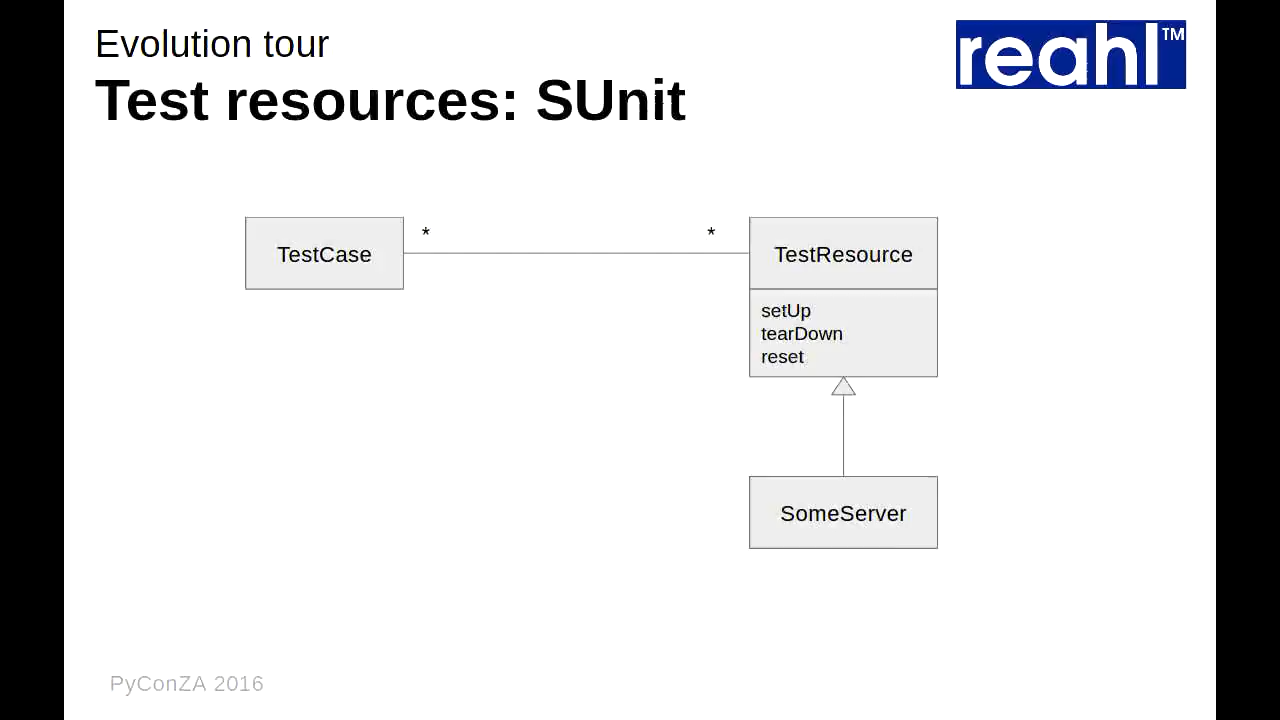 Evolution tour
Test resources: SUnit
reahl™
TestCase
*
*
TestResource
setUp
tearDown
reset
SomeServer
PyConZA 2016